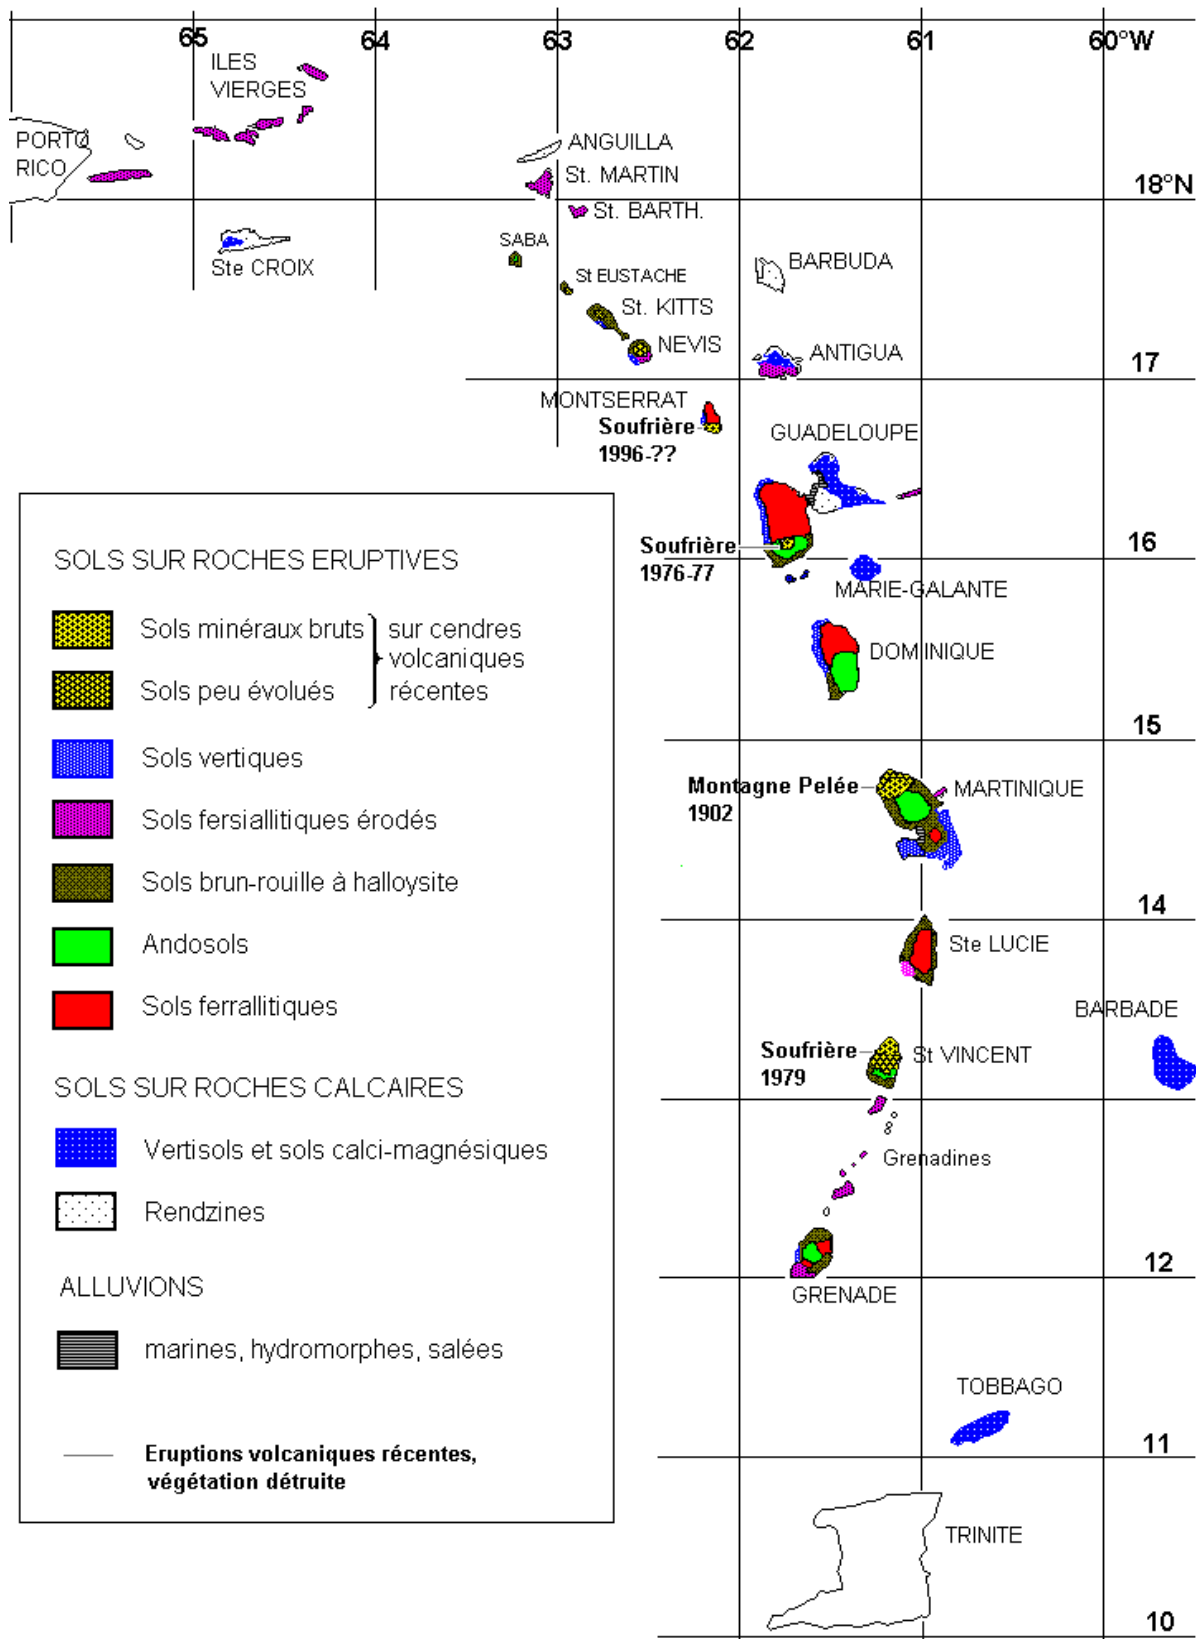 65
64
63
62
61
60°W
ILES
VIERGES
PORTO
RICO
ANGUILLA
St. MARTIN
18°N
St. BARTH.
SABA
Ste CROIX
BARBUDA
St EUSTACHE
St. KITTS
NEVIS
ANTIGUA
17
MONTSERRAT
Soufrière
1996-??
GUADELOUPE
Soufrière
1976-77
16
MARIE-GALANTE
DOMINIQUE
15
Montagne Pelée
1902
MARTINIQUE
14
Ste LUCIE
BARBADE
Soufrière
1979
St VINCENT
Grenadines
12
GRENADE
TOBBAGO
11
TRINITE
10
SOLS SUR ROCHES ERUPTIVES
Sols minéraux bruts
Sols peu évolués
sur cendres
volcaniques
récentes
Sols vertiques
Sols fersiallitiques érodés
Sols brun-rouille à halloysite
Andosols
Sols ferrallitiques
SOLS SUR ROCHES CALCAIRES
Vertisols et sols calci-magnésiques
Rendzines
ALLUVIONS
marines, hydromorphes, salées
Eruptions volcaniques récentes,
végétation détruite